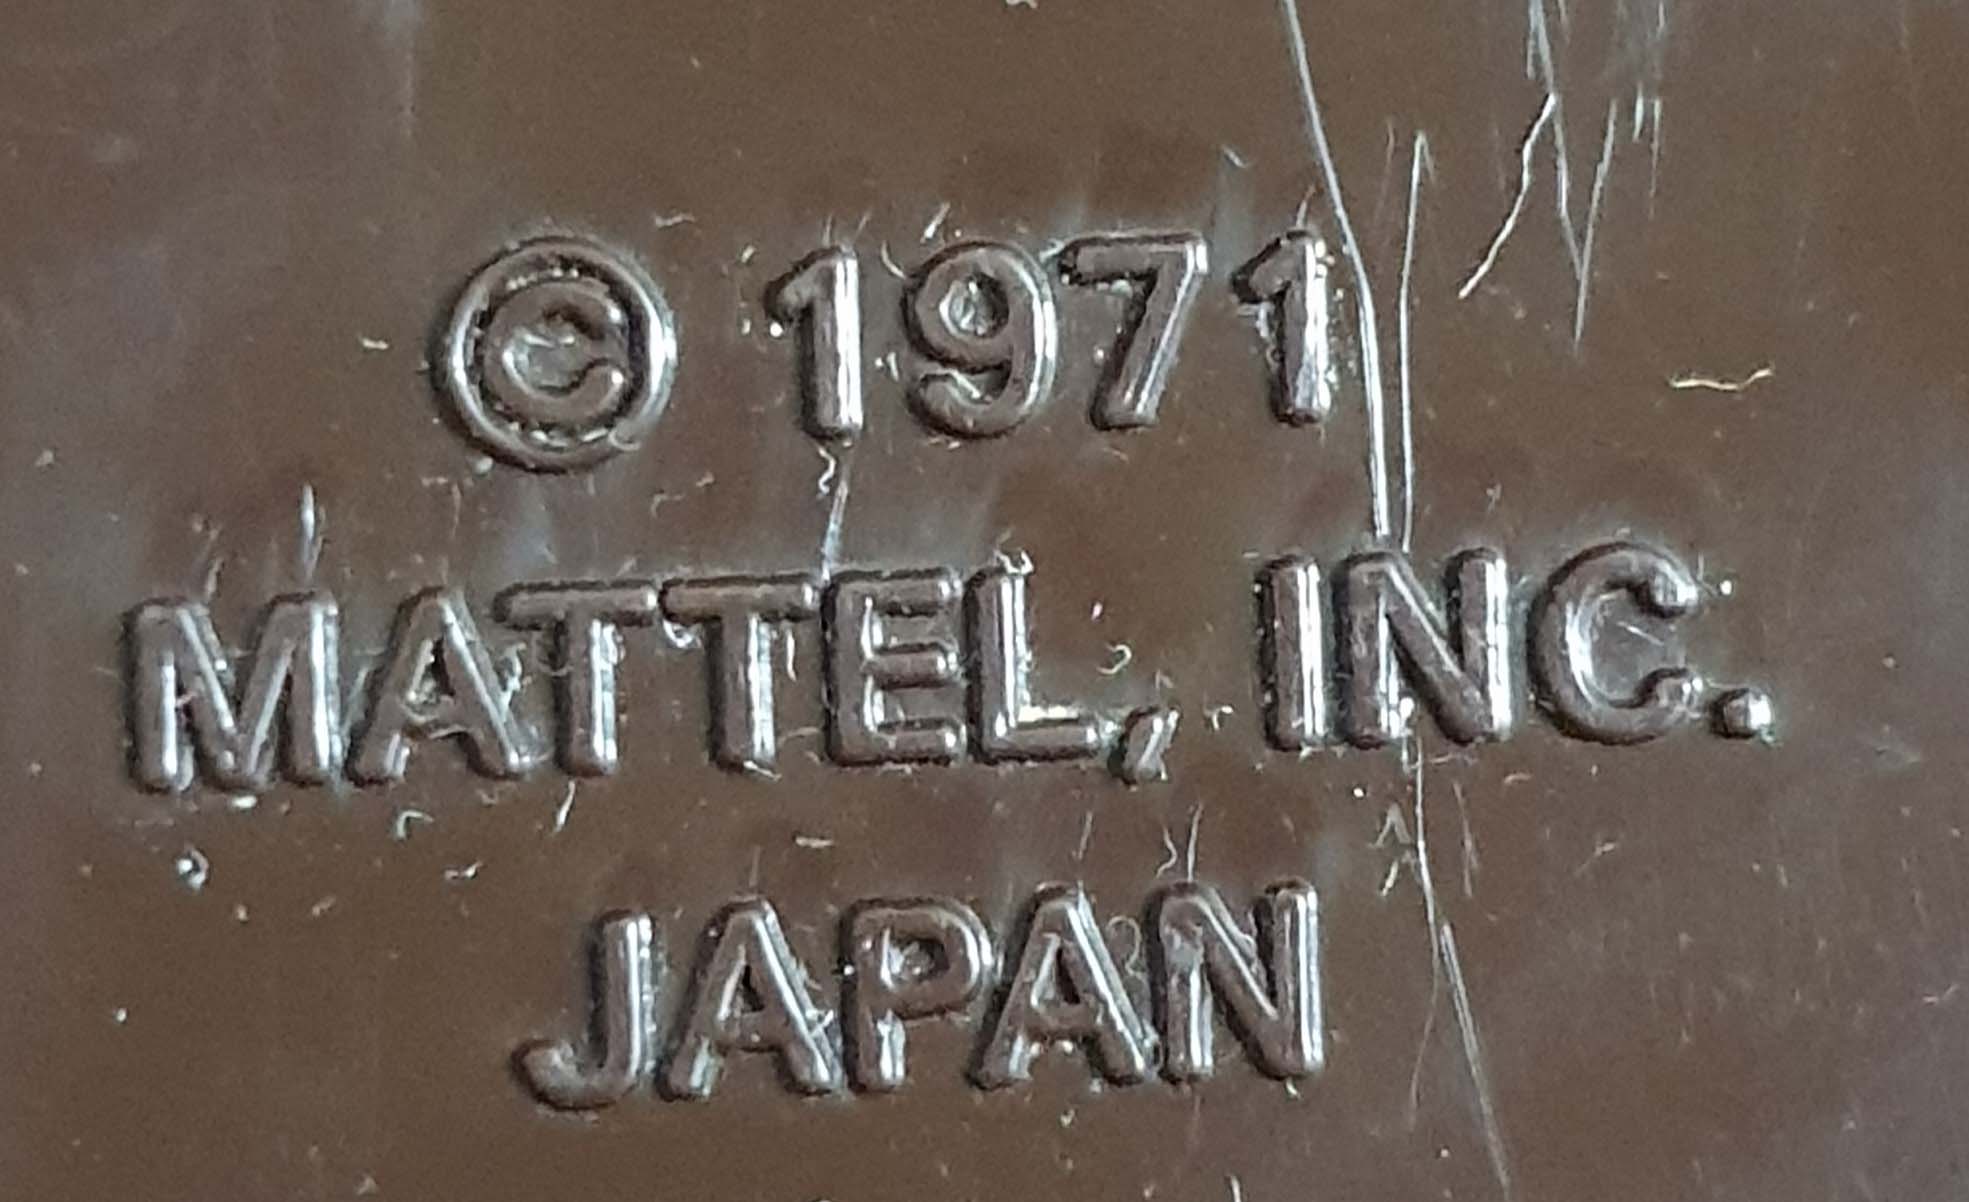 © 1971
MATTEL, INC.
JAPAN